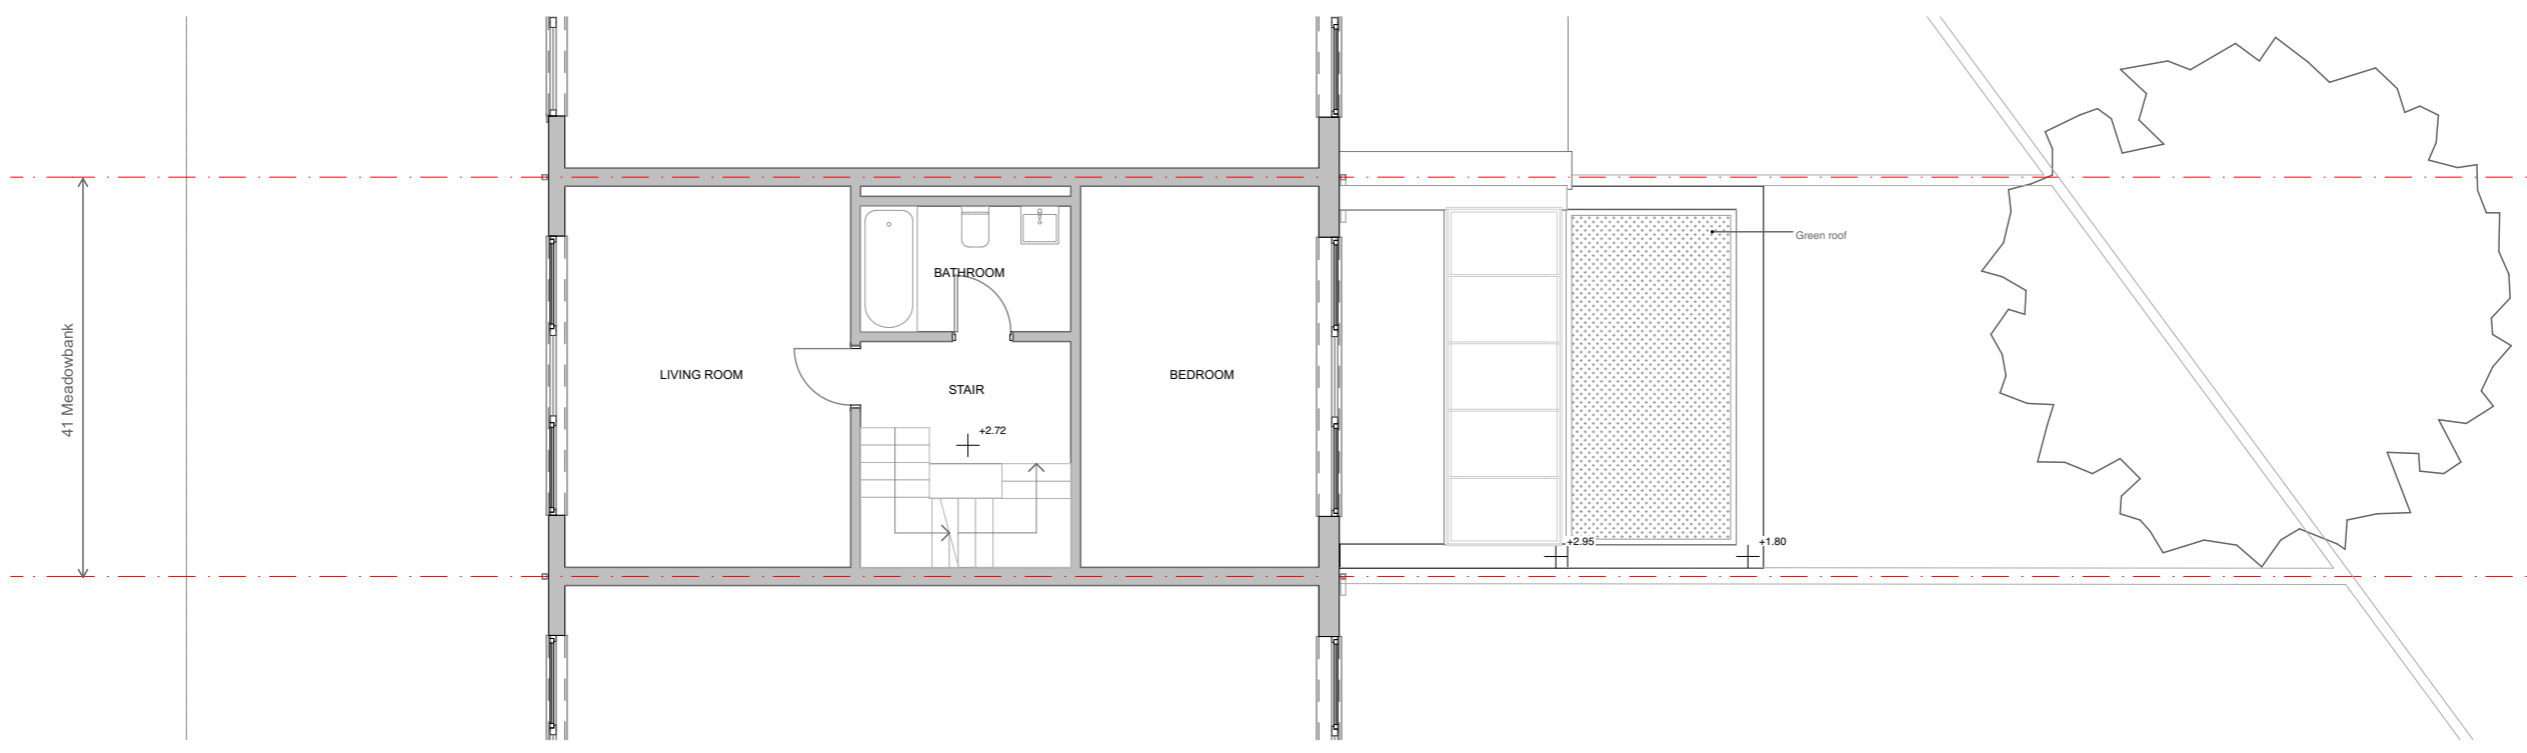 Green roof
BATHROOM
41 Meadowbank
LIVING ROOM
BEDROOM
STAIR
+2.72
+2.95
+1.80